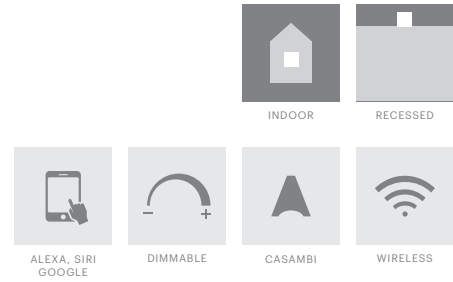 INDOOR
RECESSED
ALEXA, SIRI
GOOGLE
DIMMABLE
CASAMBI
WIRELESS